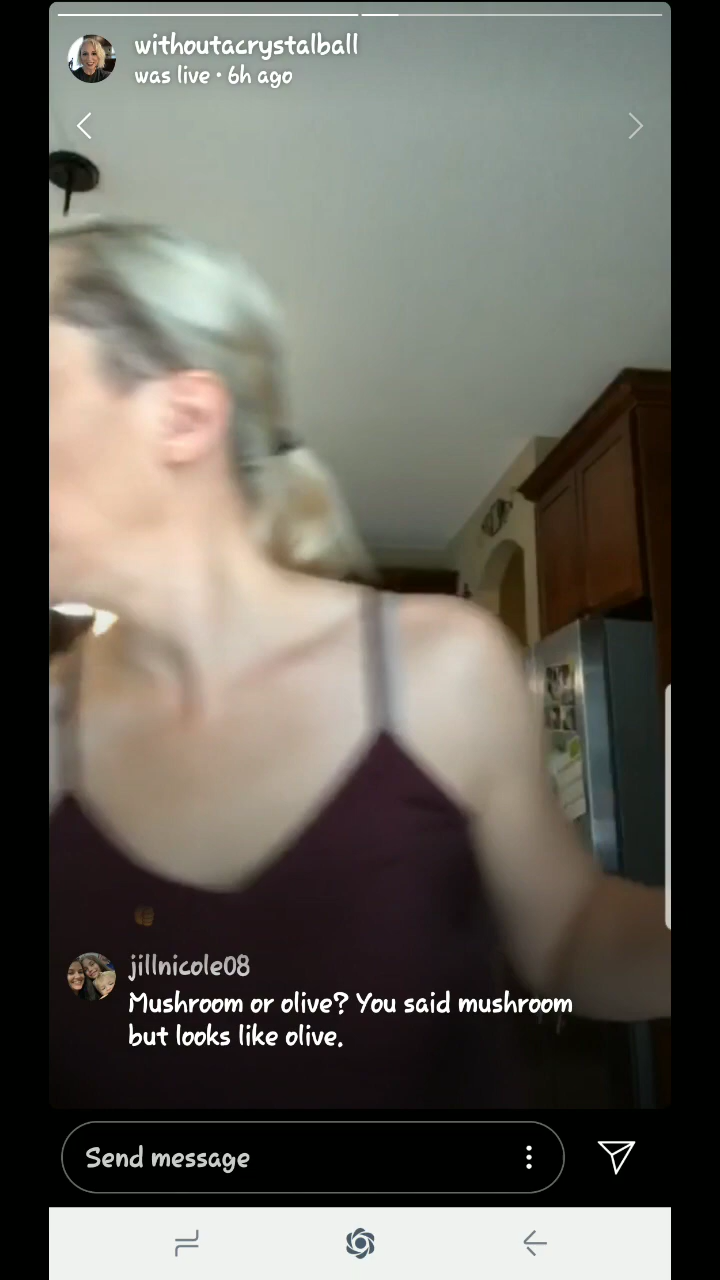 withoutacrystalball
was live • 6h ago
jillnicole08
Mushroom or olive? You said mushroom
but looks like olive.
Send message